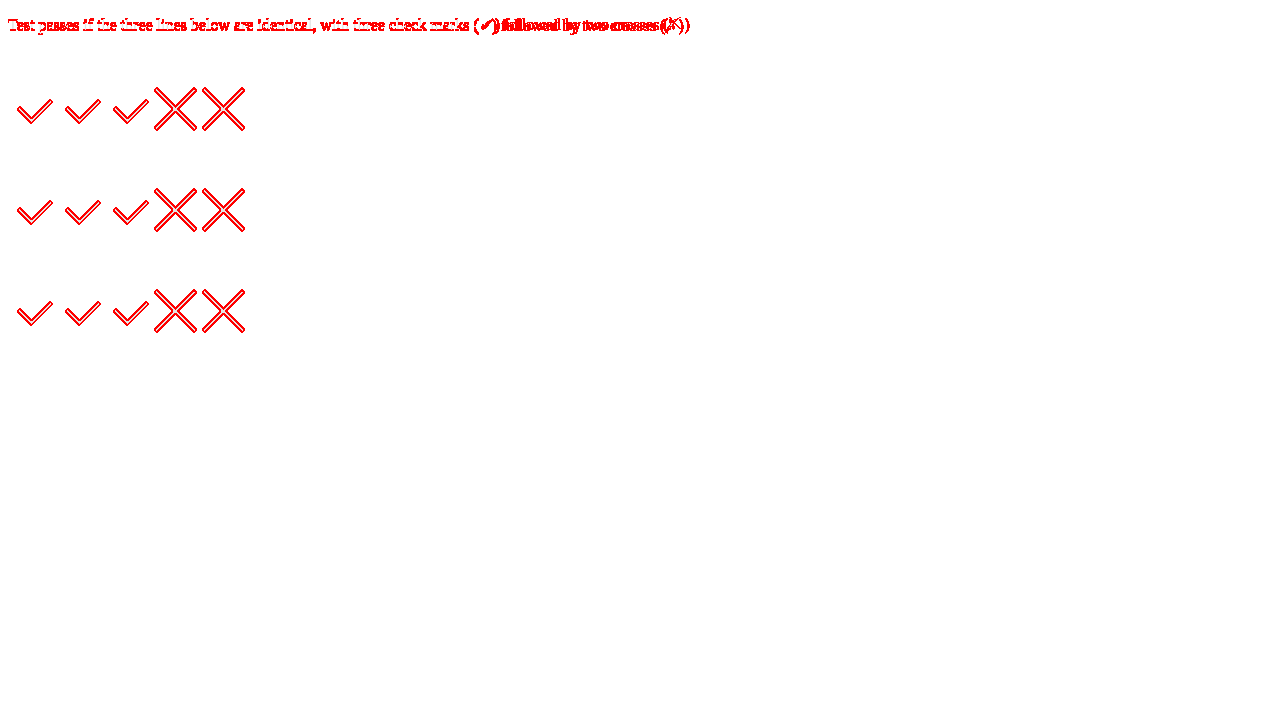 Test passes if the three lines below are identical, with three check marks (✓) followed by two crosses (✗)
✓✓✓✗✗
✓✓✓✗✗
✓✓✓✗✗